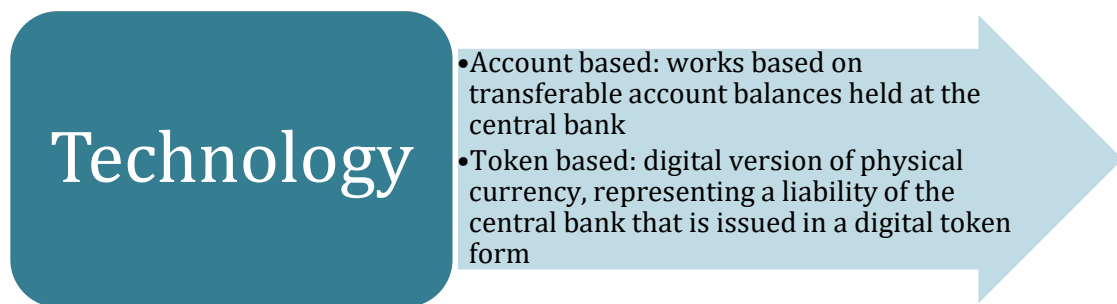 Technology
•Account based: works based on
transferable account balances held at the
central bank
•Token based: digital version of physical
currency, representing a liability of the
central bank that is issued in a digital token
form